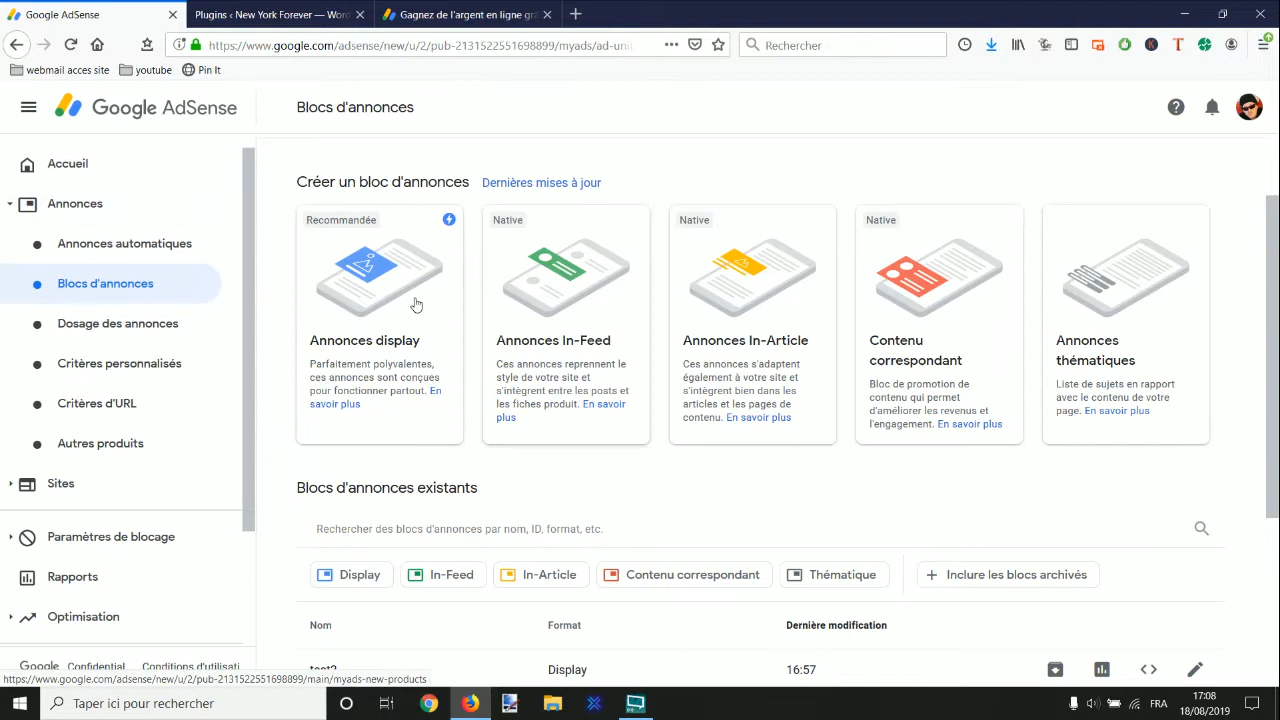 Google AdSense
Plugins ‹ New York Forever — Wor
Gagnez de l'argent en ligne gr
https://www.google.com/adsense/new/u/2/pub-2131522551698899/myads/ad-uni
Rechercher
webmail acces site
youtube
Pin It
Google AdSense
Blocs d'annonces
Accueil
Annonces
Annonces automatiques
Blocs d'annonces
Dosage des annonces
Critères personnalisés
Critères d'URL
Autres produits
Sites
Paramètres de blocage
Rapports
Optimisation
Google Confidential Conditions d'utilisati
Créer un bloc d'annonces
Dernières mises à jour
Recommandée
Annonces display
Parfaitement polyvalentes,
ces annonces sont conçues
pour fonctionner partout. En
savoir plus
Native
Annonces In-Feed
Ces annonces reprennent le
style de votre site et
s'intègrent entre les posts et
les fiches produit. En savoir
plus
Native
Annonces In-Article
Ces annonces s'adaptent
également à votre site et
s'intègrent bien dans les
articles et les pages de
contenu. En savoir plus
Native
Contenu
correspondant
Bloc de promotion de
contenu qui permet
d'améliorer les revenus et
l'engagement. En savoir plus
Annonces
thématiques
Liste de sujets en rapport
avec le contenu de votre
page. En savoir plus
Blocs d'annonces existants
Rechercher des blocs d'annonces par nom, ID, format, etc.
Display
In-Feed
In-Article
Contenu correspondant
Thématique
+ Inclure les blocs archivés
Nom
Format
Dernière modification
test2
Display
16:57
https://www.google.com/adsense/new/u/2/pub-2131522551698899/main/myads-new-products
Taper ici pour rechercher
FRA
17:08
18/08/2019